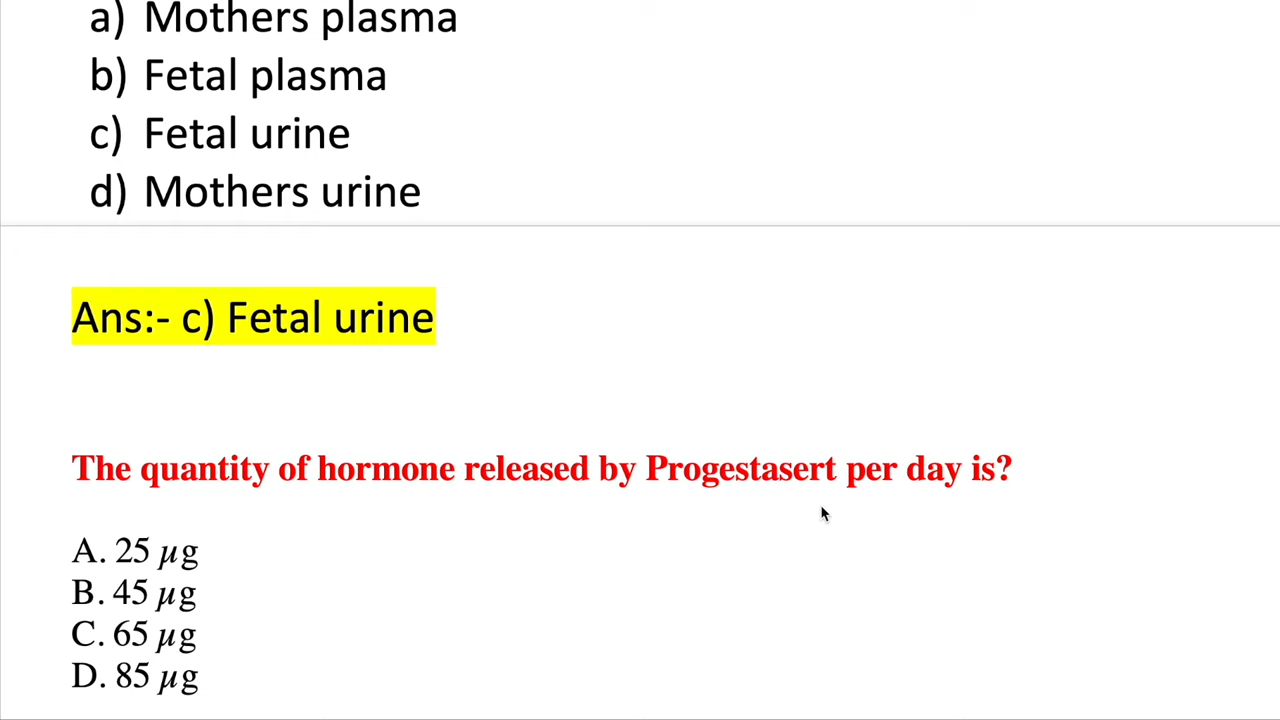 a) Mothers plasma
b) Fetal plasma
c) Fetal urine
d) Mothers urine
Ans:- c) Fetal urine
The quantity of hormone released by Progestasert per day is?
A. 25 µg
B. 45 µg
C. 65 µg
D. 85 µg